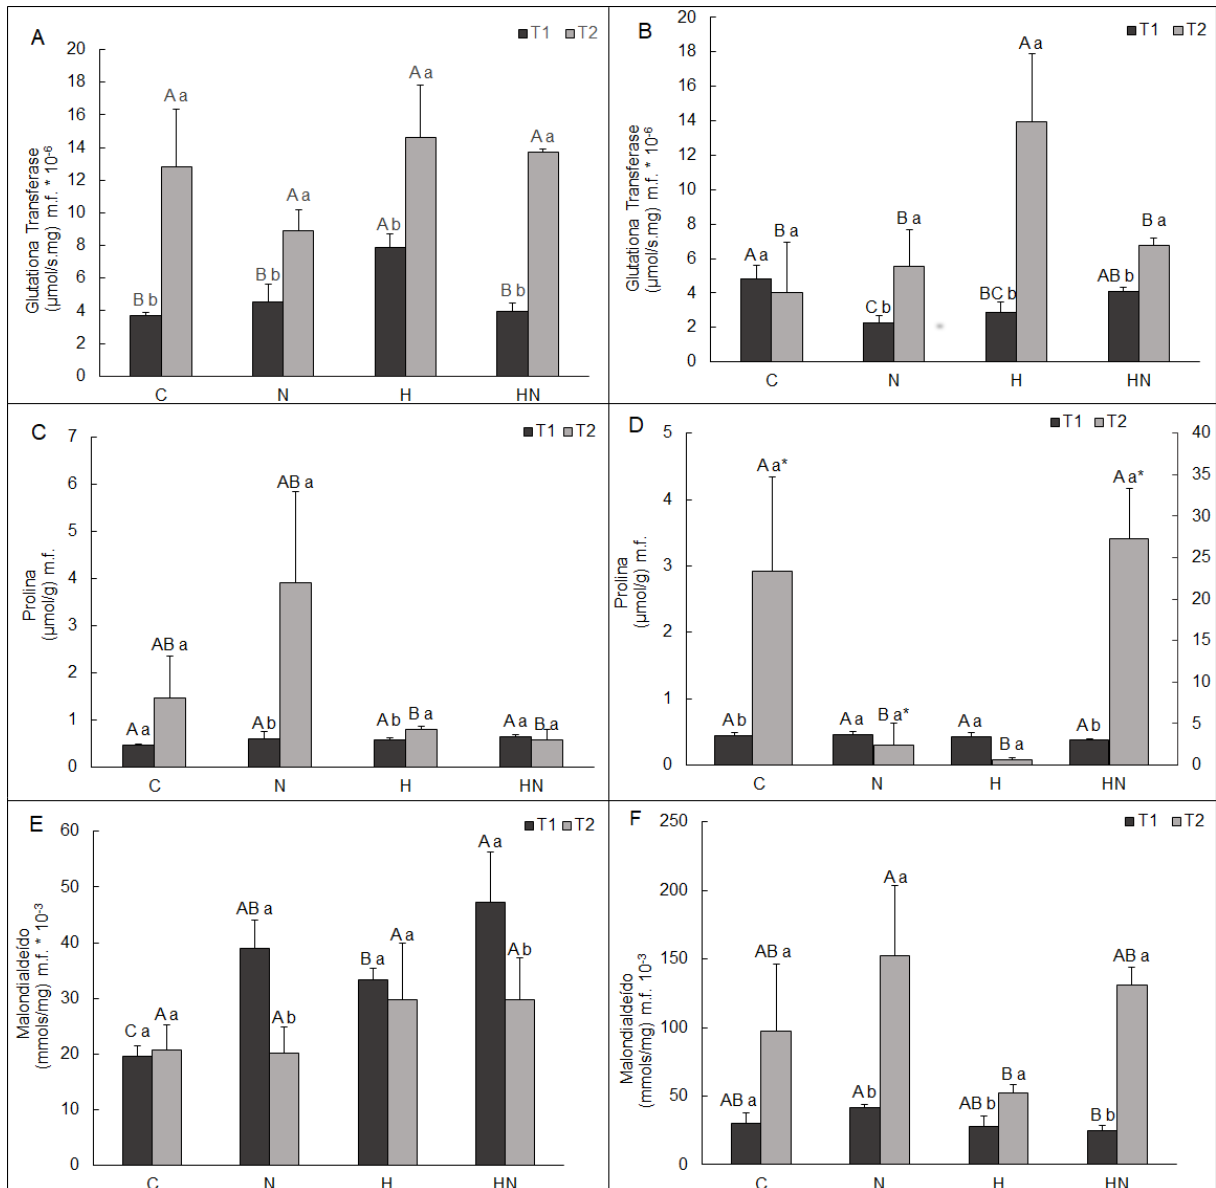 A
T1 T2
20
18
16
14
12
10
8
6
4
2
0
Glutationa Transferase
(µmol/s.mg) m.f. * 10-6
B b
A a
B b
A a
A b
A a
B b
A a
C N H HN
B
T1 T2
20
18
16
14
12
10
8
6
4
2
0
Glutationa Transferase
(µmol/s.mg) m.f. * 10-6
A a
B a
C b
B a
BC b
A a
AB b
B a
C N H HN
C
T1 T2
7
6
5
4
3
2
1
0
Prolina
(µmol/g) m.f.
A a
AB a
A b
AB a
A b
B a
A a
B a
C N H HN
D
T1 T2
5
4
3
2
1
0
Prolina
(µmol/g) m.f.
A b
A a*
A a
B a*
A a
B a
A b
A a*
40
35
30
25
20
15
10
5
0
C N H HN
E
T1 T2
60
50
40
30
20
10
0
Malondialdeído
(mmols/mg) m.f. * 10-3
C a
A a
AB a
A b
B a
A a
A a
A b
C N H HN
F
T1 T2
250
200
150
100
50
0
Malondialdeído
(mmols/mg) m.f. 10-3
AB a
AB a
A b
A a
AB b
B a
B b
AB a
C N H HN